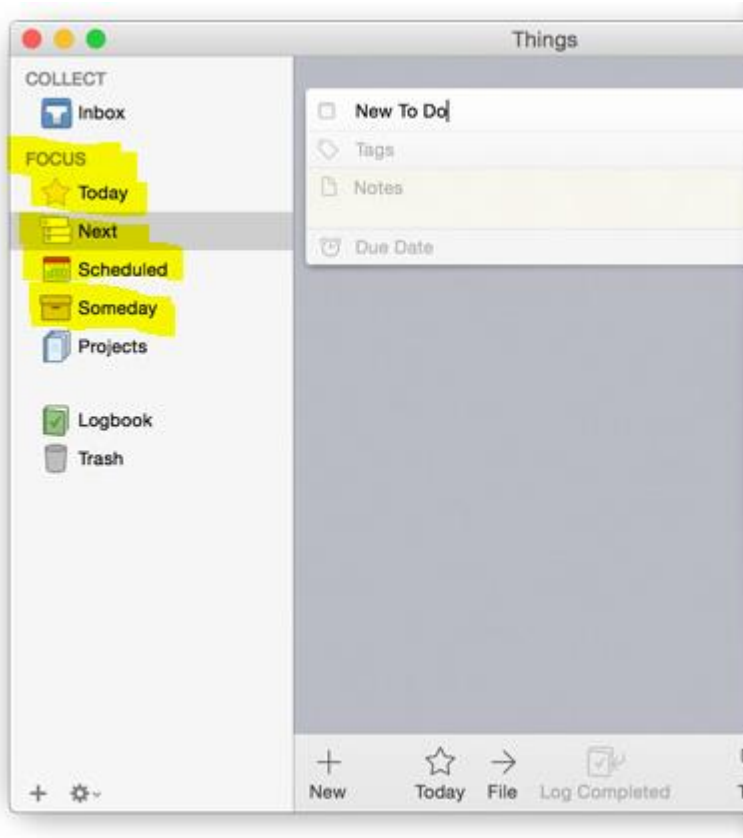 Things
COLLECT
Inbox
FOCUS
Today
Next
Scheduled
Someday
Projects
Logbook
Trash
New To Do
Tags
Notes
Due Date
New Today File Log Completed